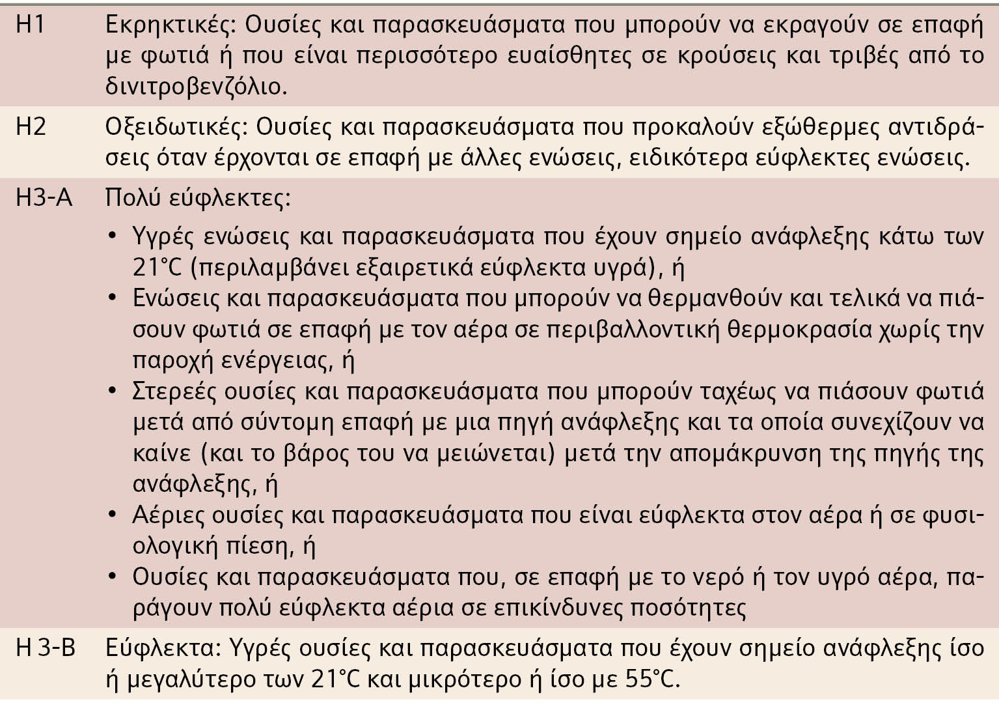 H1 Εκρηκτικές: Ουσίες και παρασκευάσματα που μπορούν να εκραγούν σε επαφή
με φωτιά ή που είναι περισσότερο ευαίσθητες σε κρούσεις και τριβές από το
δινιτροβενζόλιο.
H2 Οξειδωτικές: Ουσίες και παρασκευάσματα που προκαλούν εξώθερμες αντιδρά-
σεις όταν έρχονται σε επαφή με άλλες ενώσεις, ειδικότερα εύφλεκτες ενώσεις.
H3-A Πολύ εύφλεκτες:
• Υγρές ενώσεις και παρασκευάσματα που έχουν σημείο ανάφλεξης κάτω των
21°C (περιλαμβάνει εξαιρετικά εύφλεκτα υγρά), ή
• Ενώσεις και παρασκευάσματα που μπορούν να θερμανθούν και τελικά να πιά-
σουν φωτιά σε επαφή με τον αέρα σε περιβαλλοντική θερμοκρασία χωρίς την
παροχή ενέργειας, ή
• Στερεές ουσίες και παρασκευάσματα που μπορούν ταχέως να πιάσουν φωτιά
μετά από σύντομη επαφή με μια πηγή ανάφλεξης και τα οποία συνεχίζουν να
καίνε (και το βάρος του να μειώνεται) μετά την απομάκρυνση της πηγής της
ανάφλεξης, ή
• Αέριες ουσίες και παρασκευάσματα που είναι εύφλεκτα στον αέρα ή σε φυσι-
ολογική πίεση, ή
• Ουσίες και παρασκευάσματα που, σε επαφή με το νερό ή τον υγρό αέρα, πα-
ράγουν πολύ εύφλεκτα αέρια σε επικίνδυνες ποσότητες
H 3-B Εύφλεκτα: Υγρές ουσίες και παρασκευάσματα που έχουν σημείο ανάφλεξης ίσο
ή μεγαλύτερο των 21°C και μικρότερο ή ίσο με 55°C.